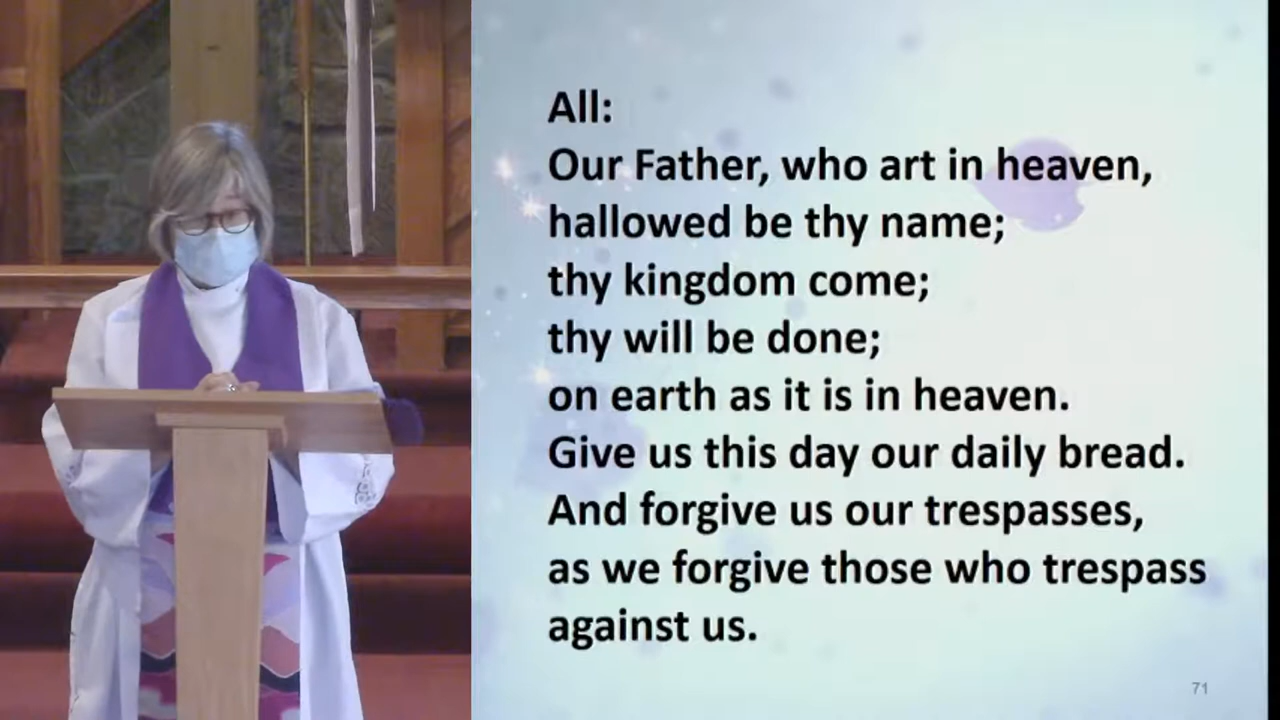 All:
Our Father, who art in heaven,
hallowed be thy name;
thy kingdom come;
thy will be done;
on earth as it is in heaven.
Give us this day our daily bread.
And forgive us our trespasses,
as we forgive those who trespass
against us.
71